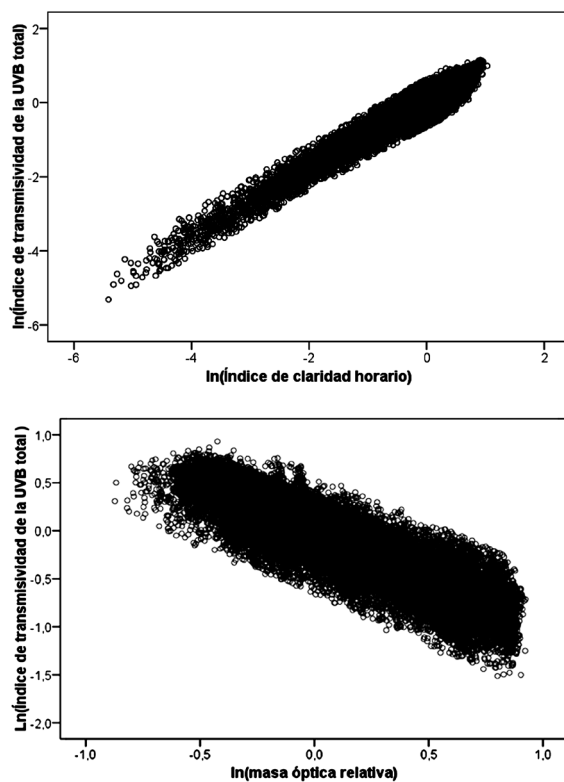 ln(Índice de transmisividad de la UVB total)
2
0
-2
-4
-6
-6 -4 -2 0 2
ln(Índice de claridad horario)
Ln(Índice de transmisividad de la UVB total )
1,0
0,5
0,0
-0,5
-1,0
-1,5
-2,0
-1,0 -0,5 0,0 0,5 1,0
ln(masa óptica relativa)